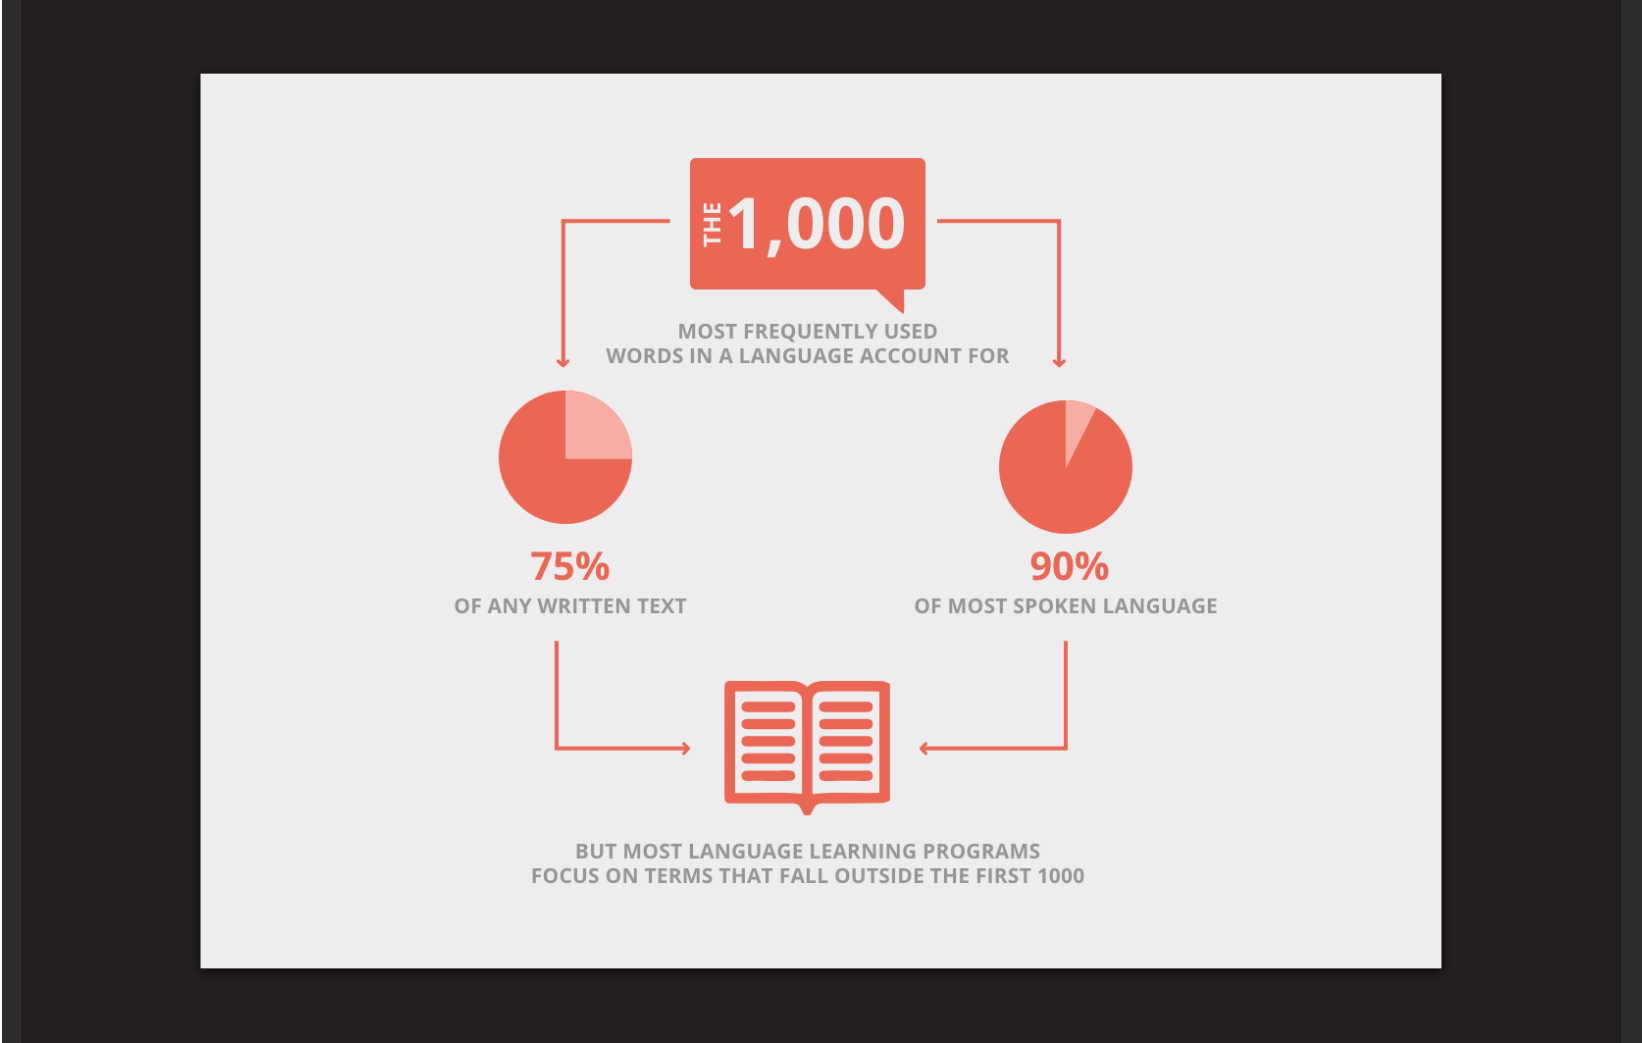 THE 1,000
MOST FREQUENTLY USED
WORDS IN A LANGUAGE ACCOUNT FOR
75%
OF ANY WRITTEN TEXT
90%
OF MOST SPOKEN LANGUAGE
BUT MOST LANGUAGE LEARNING PROGRAMS
FOCUS ON TERMS THAT FALL OUTSIDE THE FIRST 1000